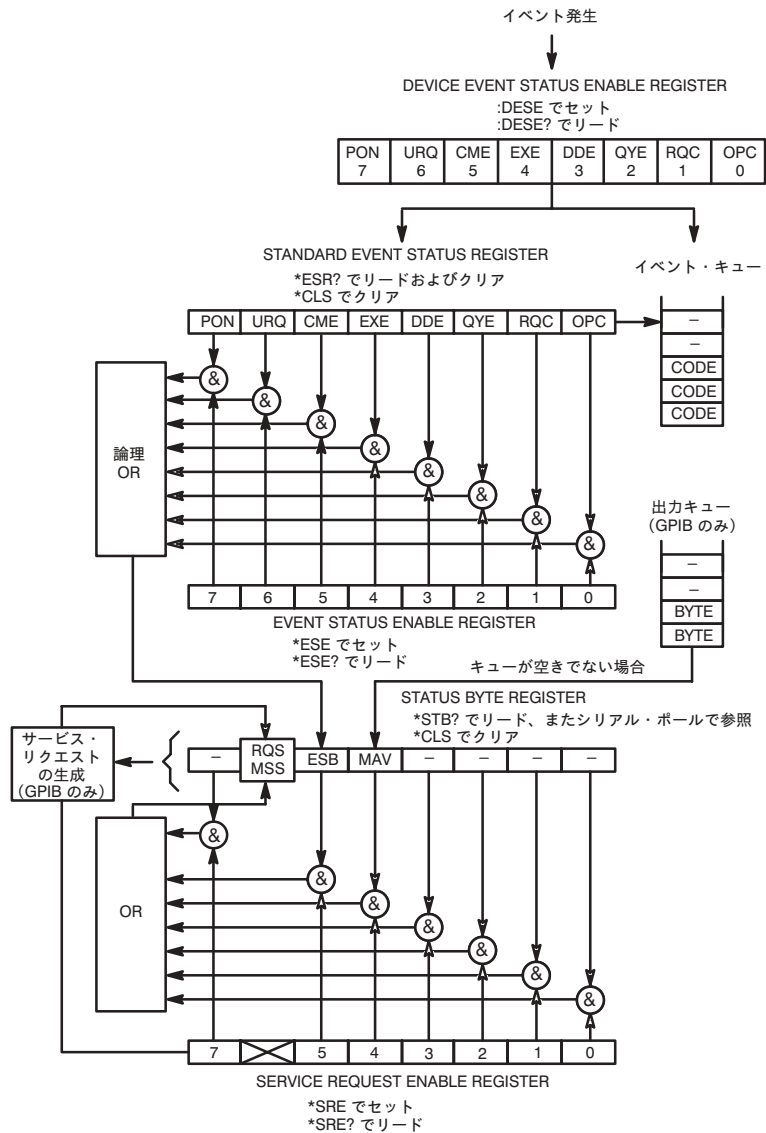 イベント発生
DEVICE EVENT STATUS ENABLE REGISTER
:DESE でセット
:DESE? でリード
PON URQ CME EXE DDE QYE RQC OPC
7 6 5 4 3 2 1 0
STANDARD EVENT STATUS REGISTER
*ESR? でリードおよびクリア
*CLS でクリア
イベント・キュー
PON URQ CME EXE DDE QYE RQC OPC
–
–
CODE
CODE
CODE
&
&
&
&
&
&
&
&
論理
OR
出力キュー
(GPIB のみ)
–
–
BYTE
BYTE
7 6 5 4 3 2 1 0
EVENT STATUS ENABLE REGISTER
*ESE でセット
*ESE? でリード
キューが空きでない場合
STATUS BYTE REGISTER
*STB? でリード、またシリアル・ポールで参照
*CLS でクリア
サービス・
リクエスト
の生成
(GPIB のみ)
– RQS ESB MAV – – – –
MSS
&
&
&
&
&
&
&
OR
7 5 4 3 2 1 0
SERVICE REQUEST ENABLE REGISTER
*SRE でセット
*SRE? でリード